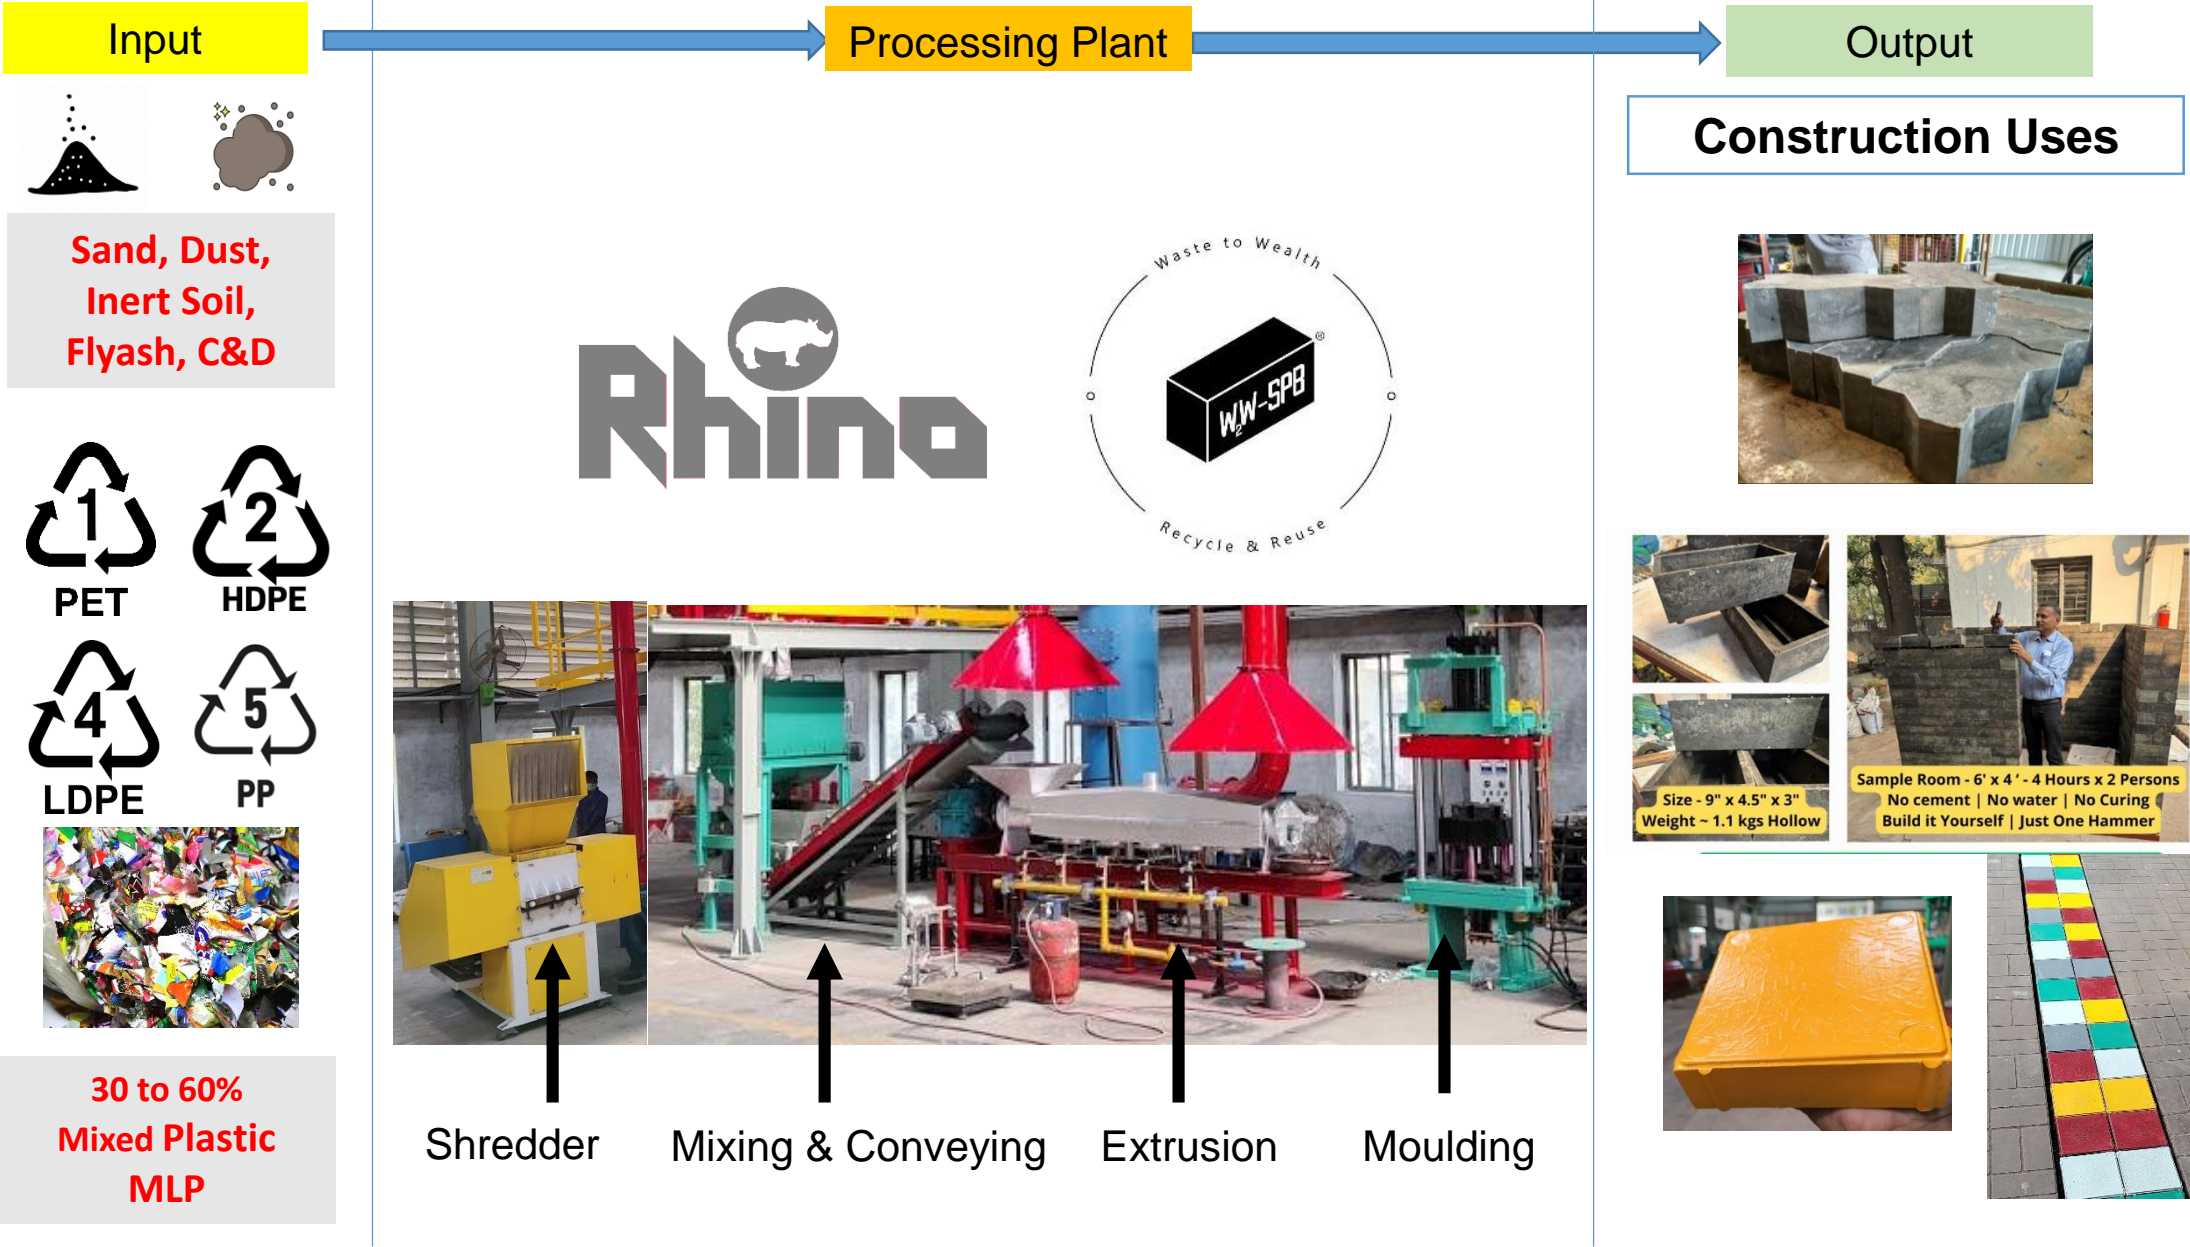 Input
Processing Plant
Output
Construction Uses
Sand, Dust,
Inert Soil,
Flyash, C&D
1
PET
2
HDPE
4
LDPE
5
PP
30 to 60%
Mixed Plastic
MLP
Rhino
Waste to Wealth
W2W-SPB
®
Recycle & Reuse
Shredder
Mixing & Conveying
Extrusion
Moulding
Size - 9" x 4.5" x 3"
Weight ~ 1.1 kgs Hollow
Sample Room - 6' x 4 ' - 4 Hours x 2 Persons
No cement | No water | No Curing
Build it Yourself | Just One Hammer